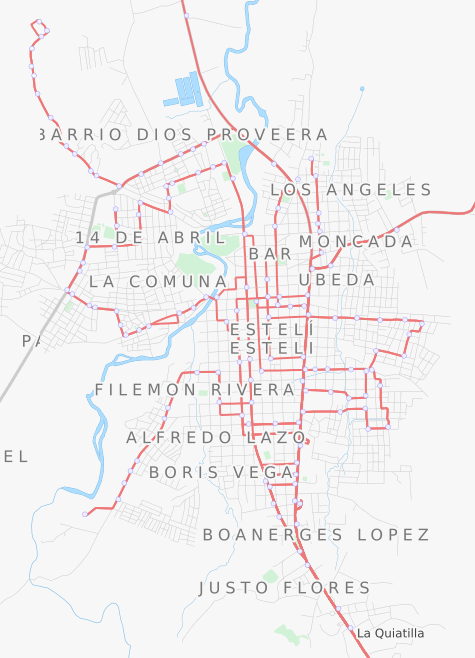 BARRIO DIOS PROVEERA
LOS ANGELES
14 DE ABRIL
MONCADA
BAR
LA COMUNA
UBEDA
ESTELÍ
ESTELI
FILEMON RIVERA
EL
ALFREDO LAZO
BORIS VEGA
BOANERGES LOPEZ
JUSTO FLORES
La Quiatilla